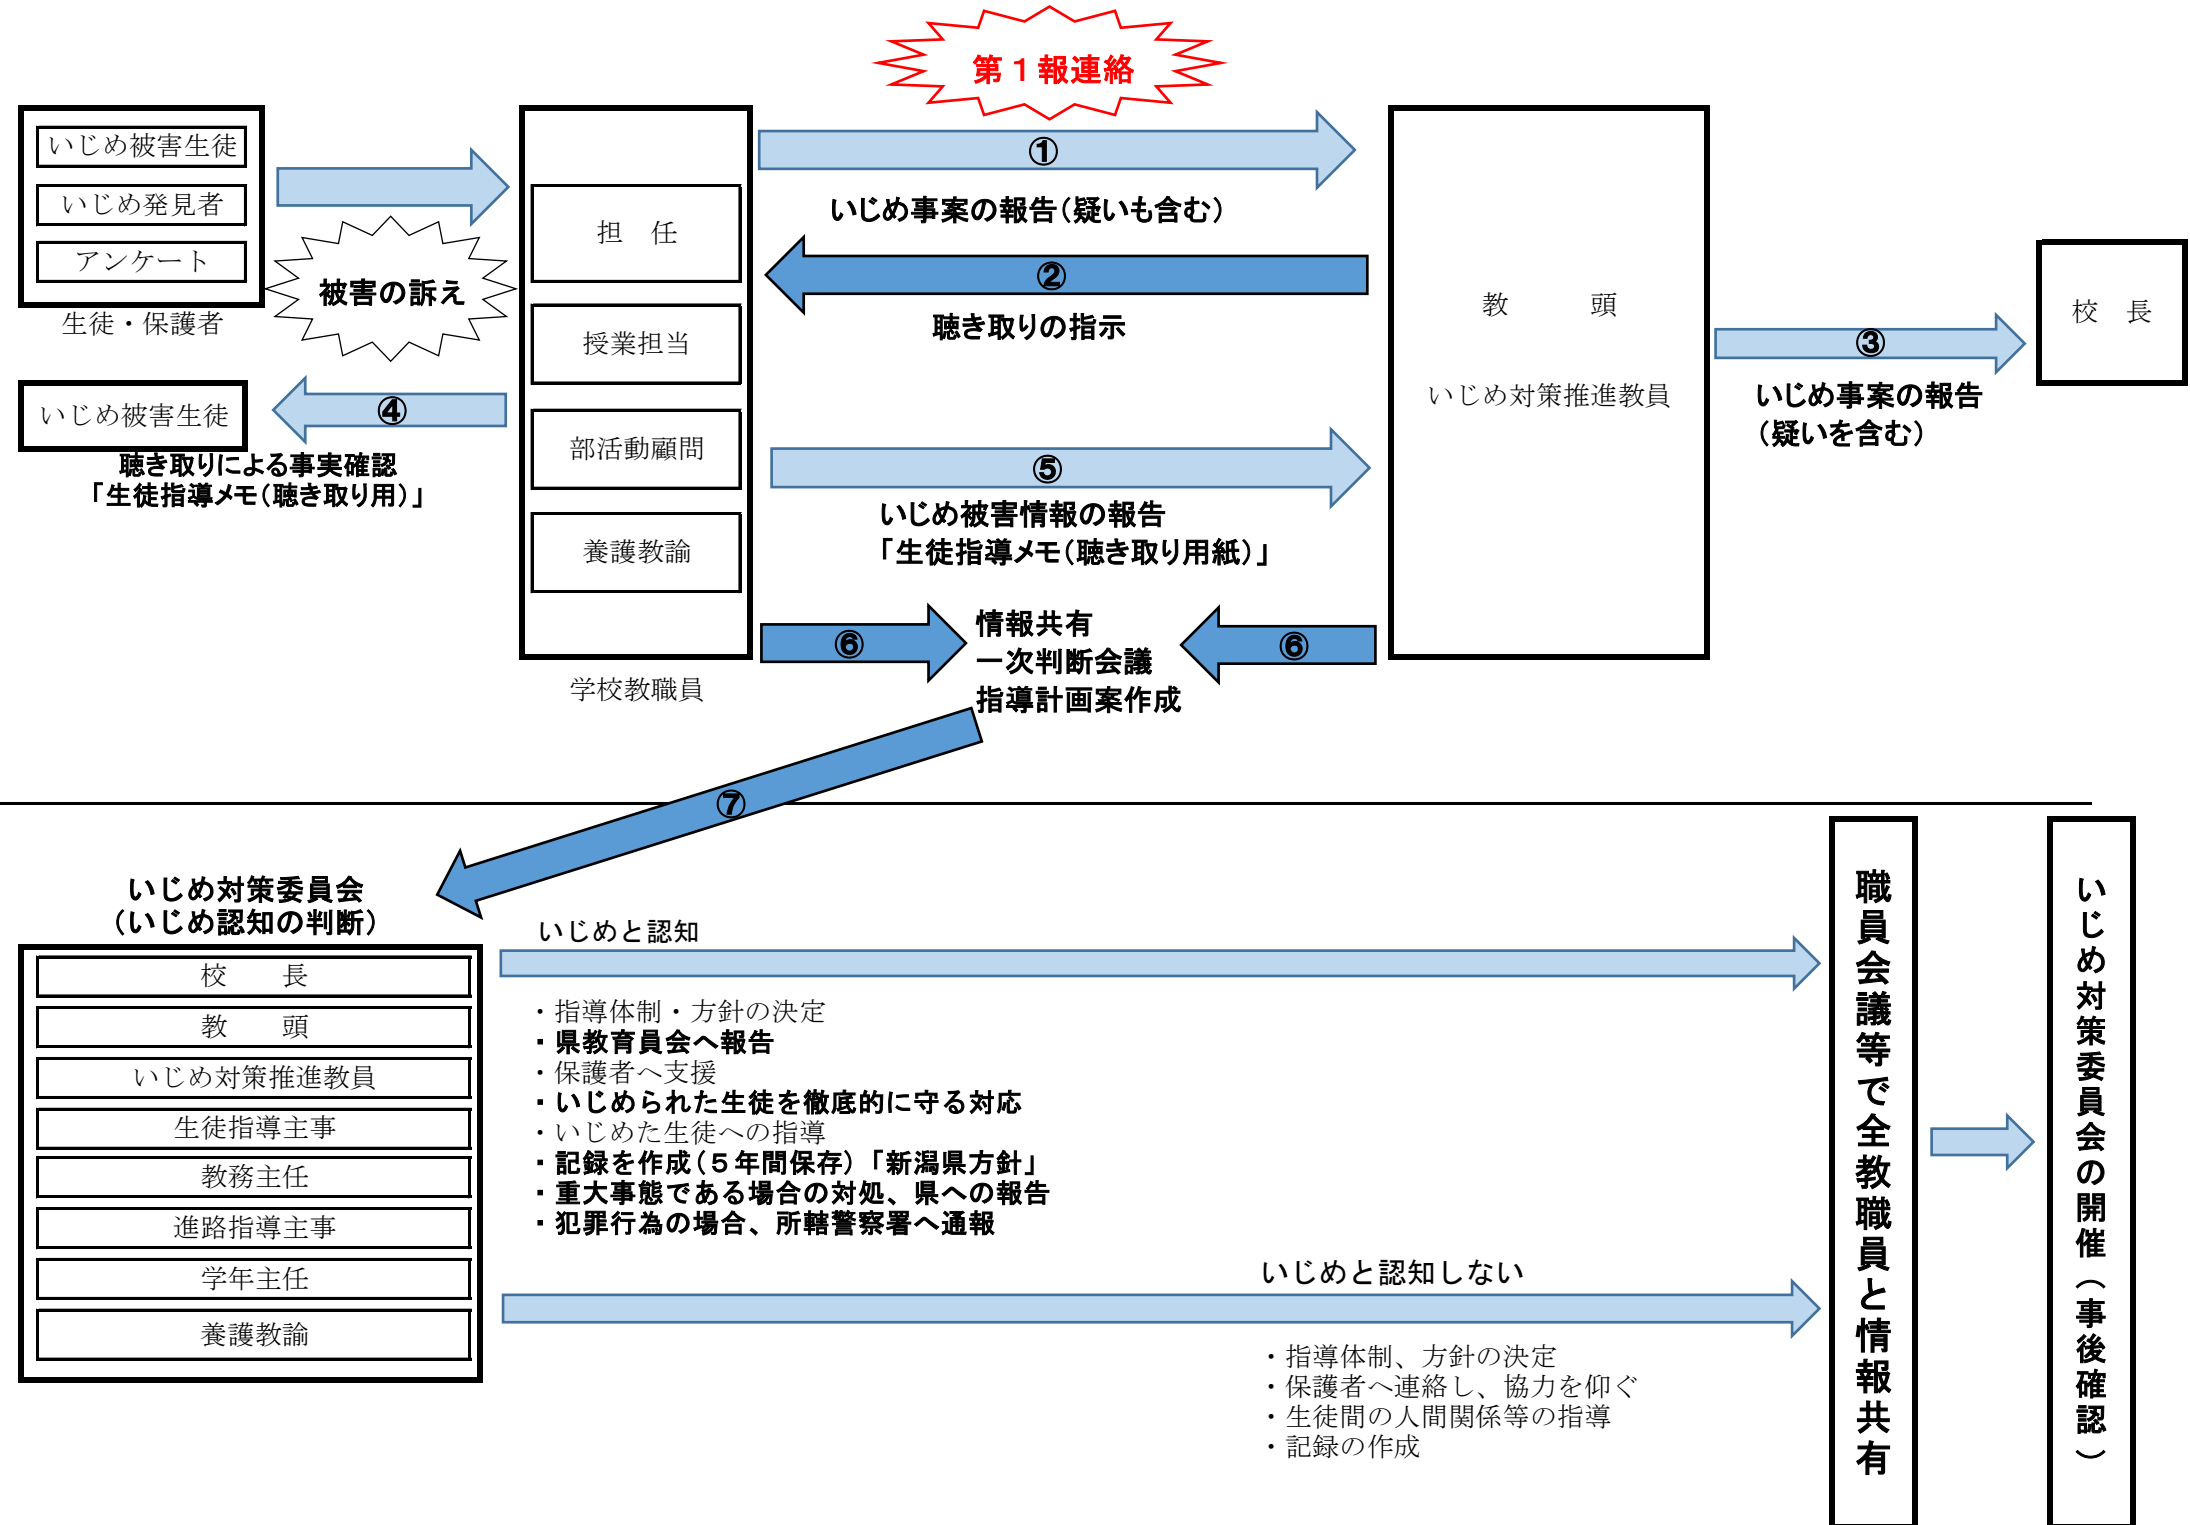 第１報連絡
いじめ被害生徒
いじめ発見者
アンケート
生徒・保護者
被害の訴え
担　任
授業担当
部活動顧問
養護教諭
学校教職員
①
いじめ事案の報告（疑いも含む）
②
聴き取りの指示
教　　　頭
いじめ対策推進教員
③
いじめ事案の報告
（疑いを含む）
校　長
いじめ被害生徒
④
聴き取りによる事実確認
「生徒指導メモ（聴き取り用）」
⑤
いじめ被害情報の報告
「生徒指導メモ（聴き取り用紙）」
⑥
情報共有
一次判断会議
指導計画案作成
⑥
⑦
いじめ対策委員会
（いじめ認知の判断）
校　　長
教　　頭
いじめ対策推進教員
生徒指導主事
教務主任
進路指導主事
学年主任
養護教諭
いじめと認知
・指導体制・方針の決定
・県教育員会へ報告
・保護者へ支援
・いじめられた生徒を徹底的に守る対応
・いじめた生徒への指導
・記録を作成（５年間保存）「新潟県方針」
・重大事態である場合の対処、県への報告
・犯罪行為の場合、所轄警察署へ通報
いじめと認知しない
・指導体制、方針の決定
・保護者へ連絡し、協力を仰ぐ
・生徒間の人間関係等の指導
・記録の作成
職員会議等で全教職員と情報共有
いじめ対策委員会の開催（事後確認）